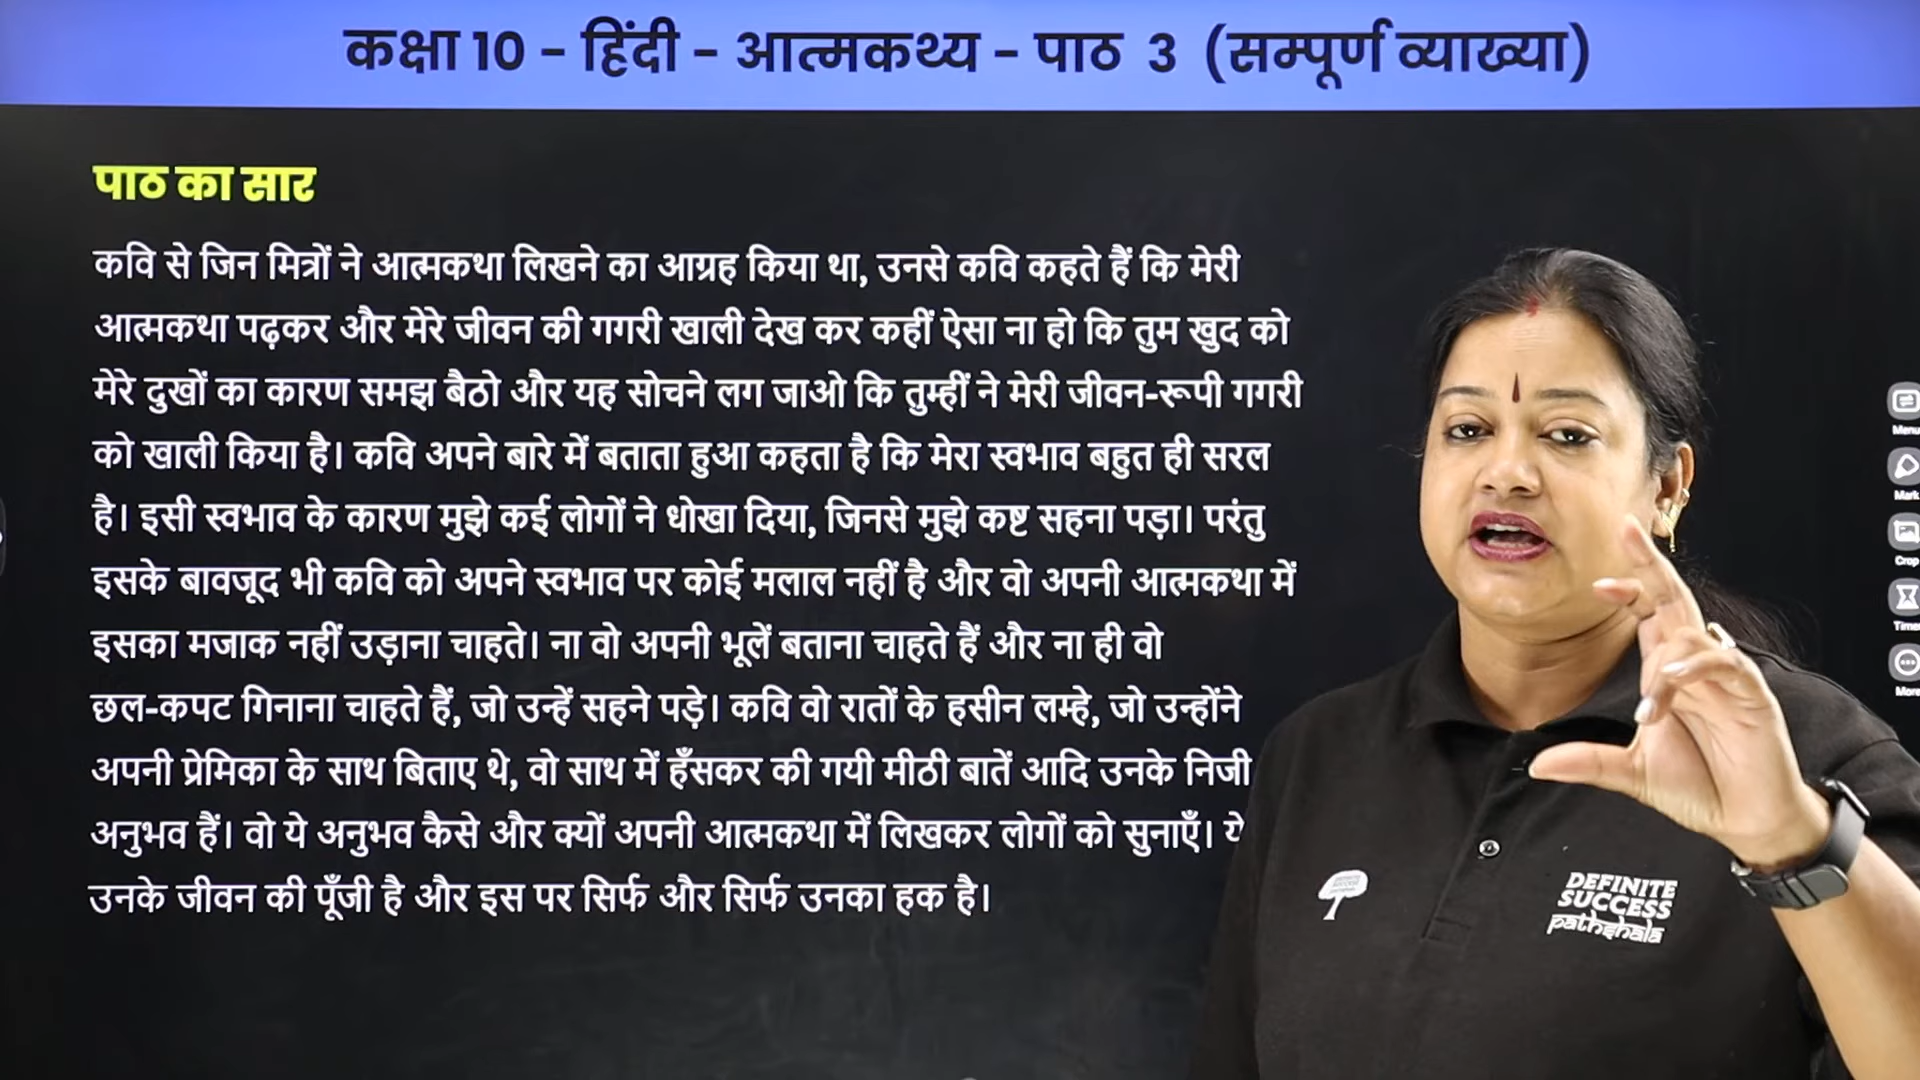 कक्षा 10 - हिंदी - आत्मकथ्य - पाठ 3 (सम्पूर्ण व्याख्या)
पाठ का सार
कवि से जिन मित्रों ने आत्मकथा लिखने का आग्रह किया था, उनसे कवि कहते हैं कि मेरी
आत्मकथा पढ़कर और मेरे जीवन की गगरी खाली देख कर कहीं ऐसा ना हो कि तुम खुद को
मेरे दुखों का कारण समझ बैठो और यह सोचने लग जाओ कि तुम्हीं ने मेरी जीवन-रूपी गगरी
को खाली किया है। कवि अपने बारे में बताता हुआ कहता है कि मेरा स्वभाव बहुत ही सरल
है। इसी स्वभाव के कारण मुझे कई लोगों ने धोखा दिया, जिनसे मुझे कष्ट सहना पड़ा। परंतु
इसके बावजूद भी कवि को अपने स्वभाव पर कोई मलाल नहीं है और वो अपनी आत्मकथा में
इसका मजाक नहीं उड़ाना चाहते। ना वो अपनी भूलें बताना चाहते हैं और ना ही वो
छल-कपट गिनाना चाहते हैं, जो उन्हें सहने पड़े। कवि वो रातों के हसीन लम्हे, जो उन्होंने
अपनी प्रेमिका के साथ बिताए थे, वो साथ में हँसकर की गयी मीठी बातें आदि उनके निजी
अनुभव हैं। वो ये अनुभव कैसे और क्यों अपनी आत्मकथा में लिखकर लोगों को सुनाएँ। ये
उनके जीवन की पूँजी है और इस पर सिर्फ और सिर्फ उनका हक है।
Menu
Mark
Crop
Time
More
DEFINITE
SUCCESS
pathshala